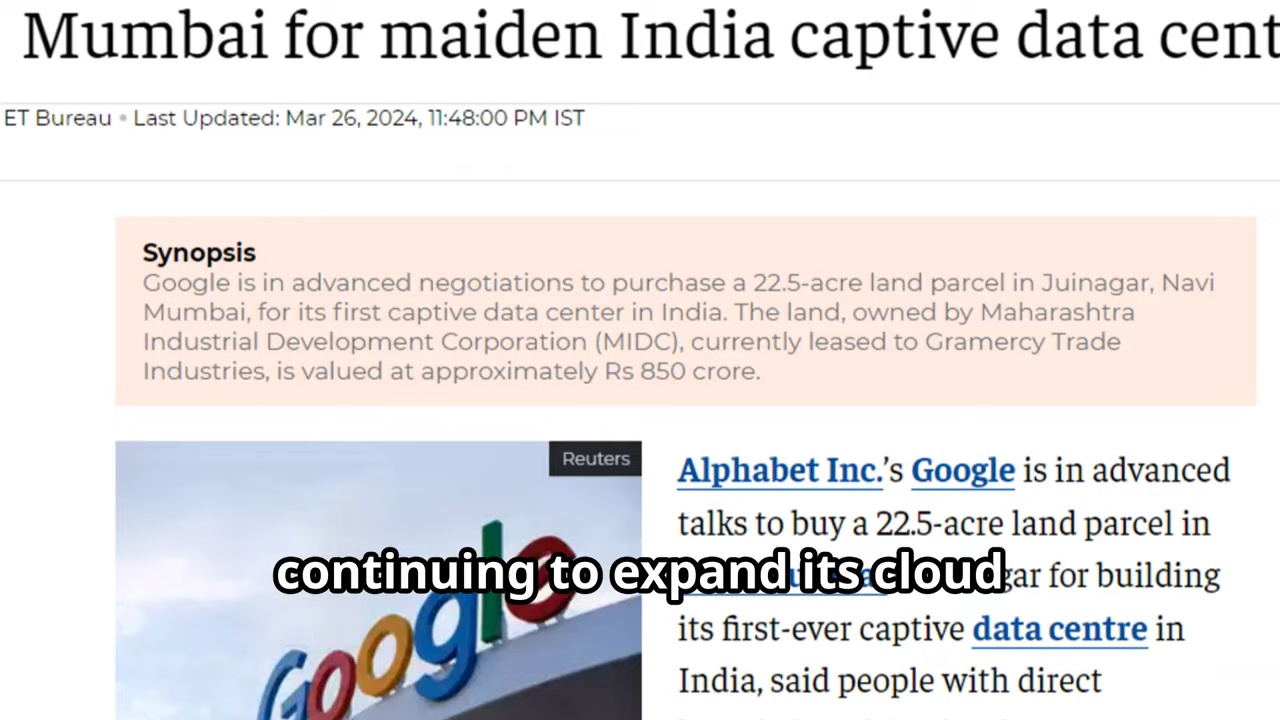 Mumbai for maiden India captive data cent
ET Bureau • Last Updated: Mar 26, 2024, 11:48:00 PM IST
Synopsis
Google is in advanced negotiations to purchase a 22.5-acre land parcel in Juinagar, Navi
Mumbai, for its first captive data center in India. The land, owned by Maharashtra
Industrial Development Corporation (MIDC), currently leased to Gramercy Trade
Industries, is valued at approximately Rs 850 crore.
Reuters
Google
Alphabet Inc.'s Google is in advanced
talks to buy a 22.5-acre land parcel in
gar for building
its first-ever captive data centre in
India, said people with direct
continuing to expand its cloud